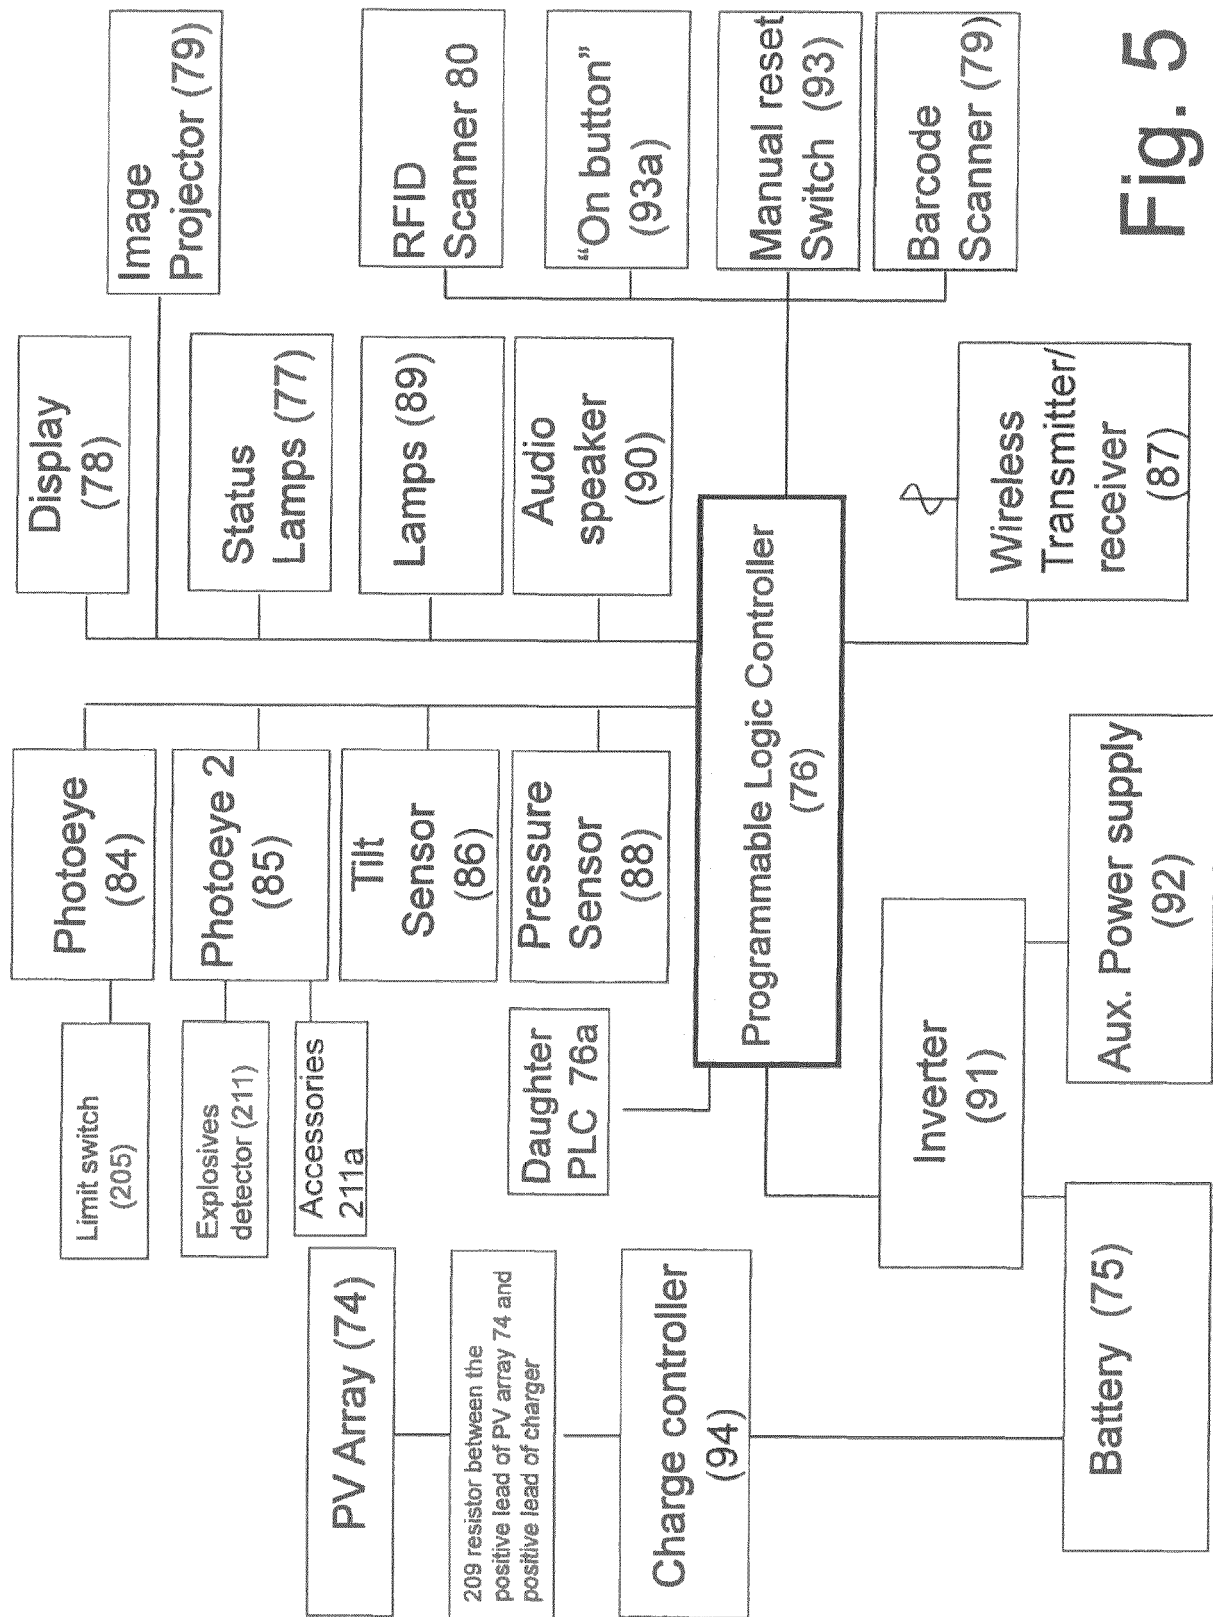 PV Array (74)
209 resistor between the
positive lead of PV array 74 and
positive lead of charger
Charge controller
(94)
Battery (75)
Limit switch
(205)
Explosives
detector (211)
Accessories
211a
Daughter
PLC 76a
Inverter
(91)
Aux. Power supply
(92)
Photoeye
(84)
Photoeye 2
(85)
Tilt
Sensor
(86)
Pressure
Sensor
(88)
Programmable Logic Controller
(76)
Display
(78)
Status
Lamps (77)
Lamps (89)
Audio
speaker
(90)
Wireless
Transmitter/
receiver
(87)
Image
Projector (79)
RFID
Scanner 80
“On button”
(93a)
Manual reset
Switch (93)
Barcode
Scanner (79)
Fig. 5